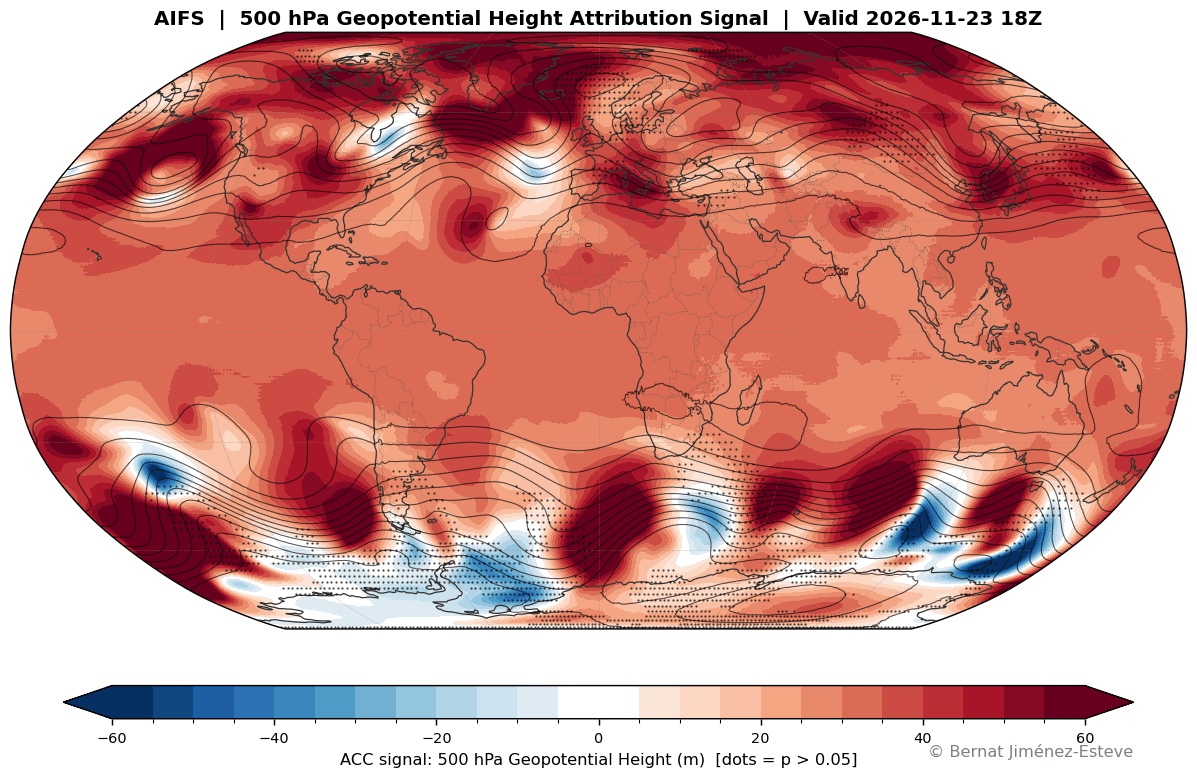 AIFS | 500 hPa Geopotential Height Attribution Signal | Valid 2026-11-23 18Z
−60 −40 −20 0 20 40 60
ACC signal: 500 hPa Geopotential Height (m) [dots = p > 0.05]
© Bernat Jiménez-Esteve